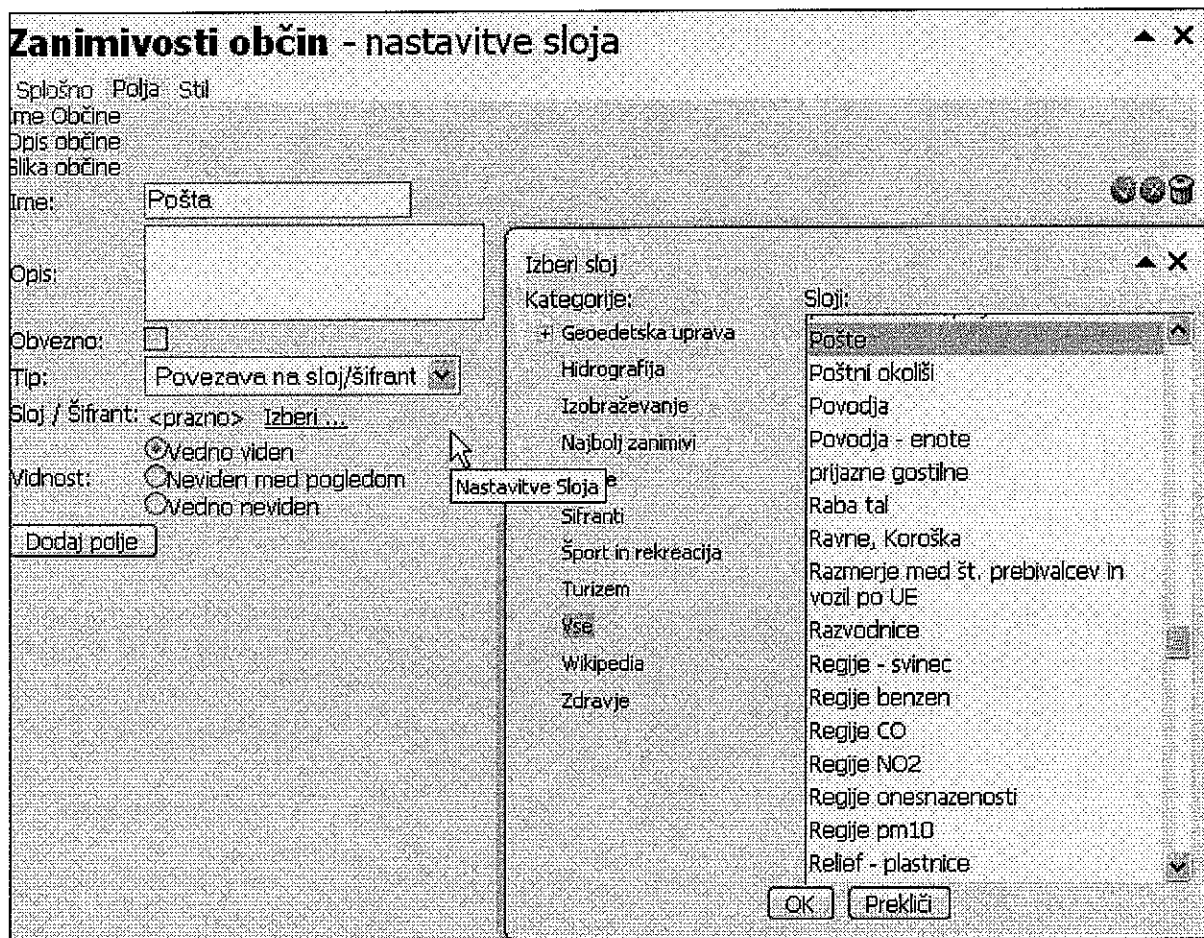 Zanimivosti občin - nastavitve sloja
Splošno Polja Stil
Ime Občine
Opis občine
Slika občine
Ime: Pošta
Opis:
Obvezno:
Tip: Povezava na sloj/šifrant
Sloj / Šifrant: <prazno> Izberi ...
Vidnost:
Vedno viden
Neviden med pogledom
Vedno neviden
Dodaj polje
Nastavitve Sloja
Izberi sloj
Kategorije:
+ Geoedetska uprava
Hidrografija
Izobraževanje
Najbolj zanimivi
Šifranti
Šport in rekreacija
Turizem
Vse
Wikipedia
Zdravje
Sloji:
Pošte
Poštni okoliši
Povodja
Povodja - enote
prijazne gostilne
Raba tal
Ravne, Koroška
Razmerje med št. prebivalcev in
vozil po UE
Razvodnice
Regije - svinec
Regije benzen
Regije CO
Regije NO2
Regije onesnazenosti
Regije pm10
Relief - plastnice
OK Prekliči